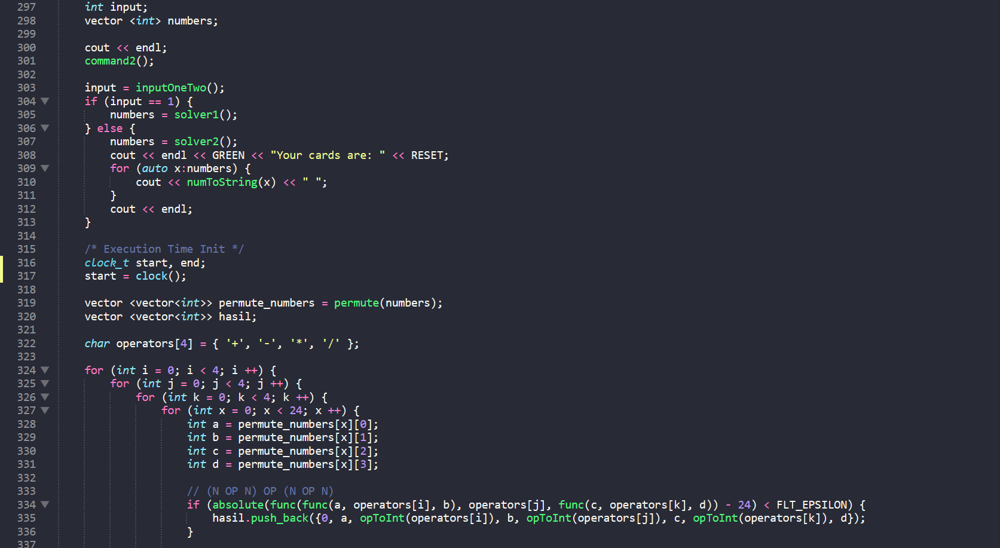 297 int input;
298 vector <int> numbers;
299
300 cout << endl;
301 command2();
302
303 input = inputOneTwo();
304 if (input == 1) {
305 numbers = solver1();
306 } else {
307 numbers = solver2();
308 cout << endl << GREEN << "Your cards are: " << RESET;
309 for (auto x:numbers) {
310 cout << numToString(x) << " ";
311 }
312 cout << endl;
313 }
314
315 /* Execution Time Init */
316 clock_t start, end;
317 start = clock();
318
319 vector <vector<int>> permute_numbers = permute(numbers);
320 vector <vector<int>> hasil;
321
322 char operators[4] = { '+', '-', '*', '/' };
323
324 for (int i = 0; i < 4; i ++) {
325 for (int j = 0; j < 4; j ++) {
326 for (int k = 0; k < 4; k ++) {
327 for (int x = 0; x < 24; x ++) {
328 int a = permute_numbers[x][0];
329 int b = permute_numbers[x][1];
330 int c = permute_numbers[x][2];
331 int d = permute_numbers[x][3];
332
333 // (N OP N) OP (N OP N)
334 if (absolute(func(func(a, operators[i], b), operators[j], func(c, operators[k], d)) - 24) < FLT_EPSILON) {
335 hasil.push_back({0, a, opToInt(operators[i]), b, opToInt(operators[j]), c, opToInt(operators[k]), d});
336 }
337